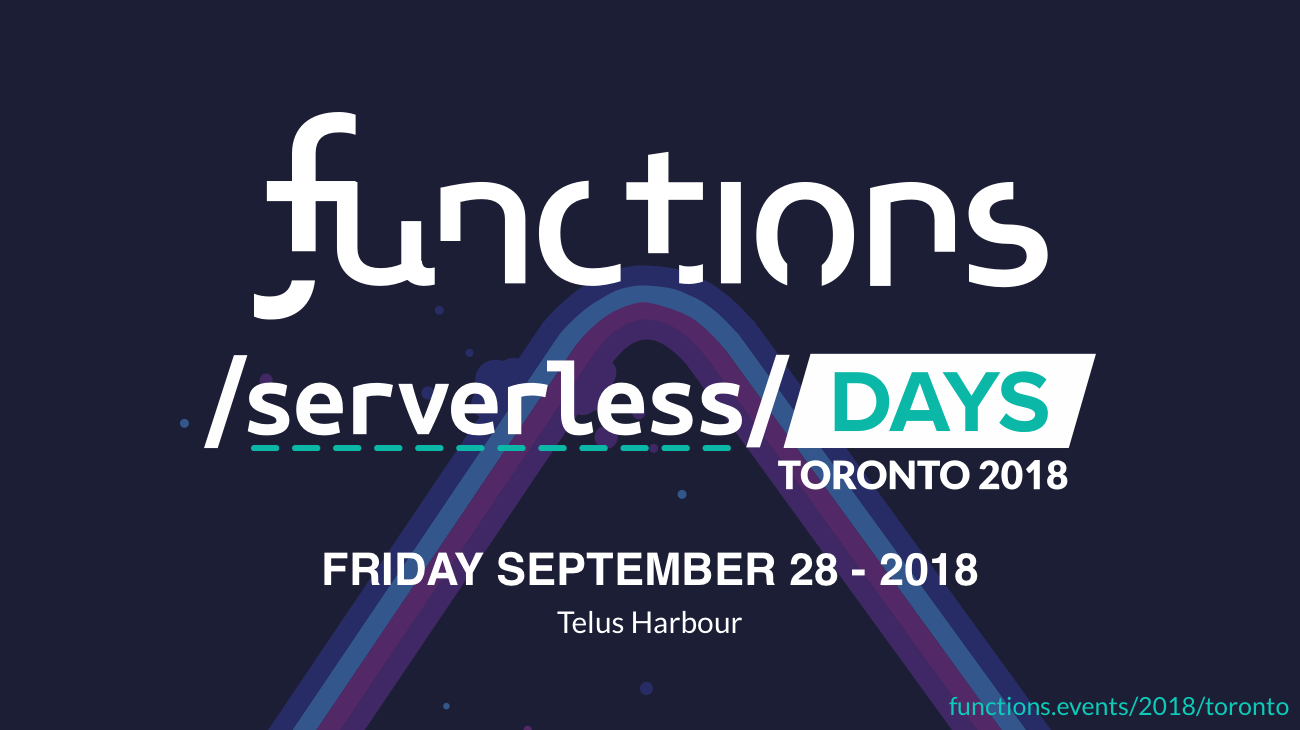 functions
/serverless/DAYS
TORONTO 2018
FRIDAY SEPTEMBER 28 - 2018
Telus Harbour
functions.events/2018/toronto